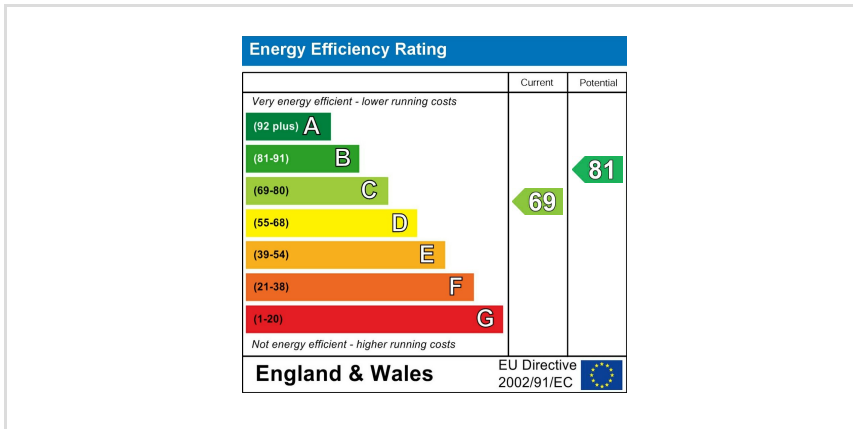 Energy Efficiency Rating
Current Potential
Very energy efficient - lower running costs
(92 plus) A
(81-91) B
81
(69-80) C
69
(55-68) D
(39-54) E
(21-38) F
(1-20) G
Not energy efficient - higher running costs
England & Wales
EU Directive
2002/91/EC